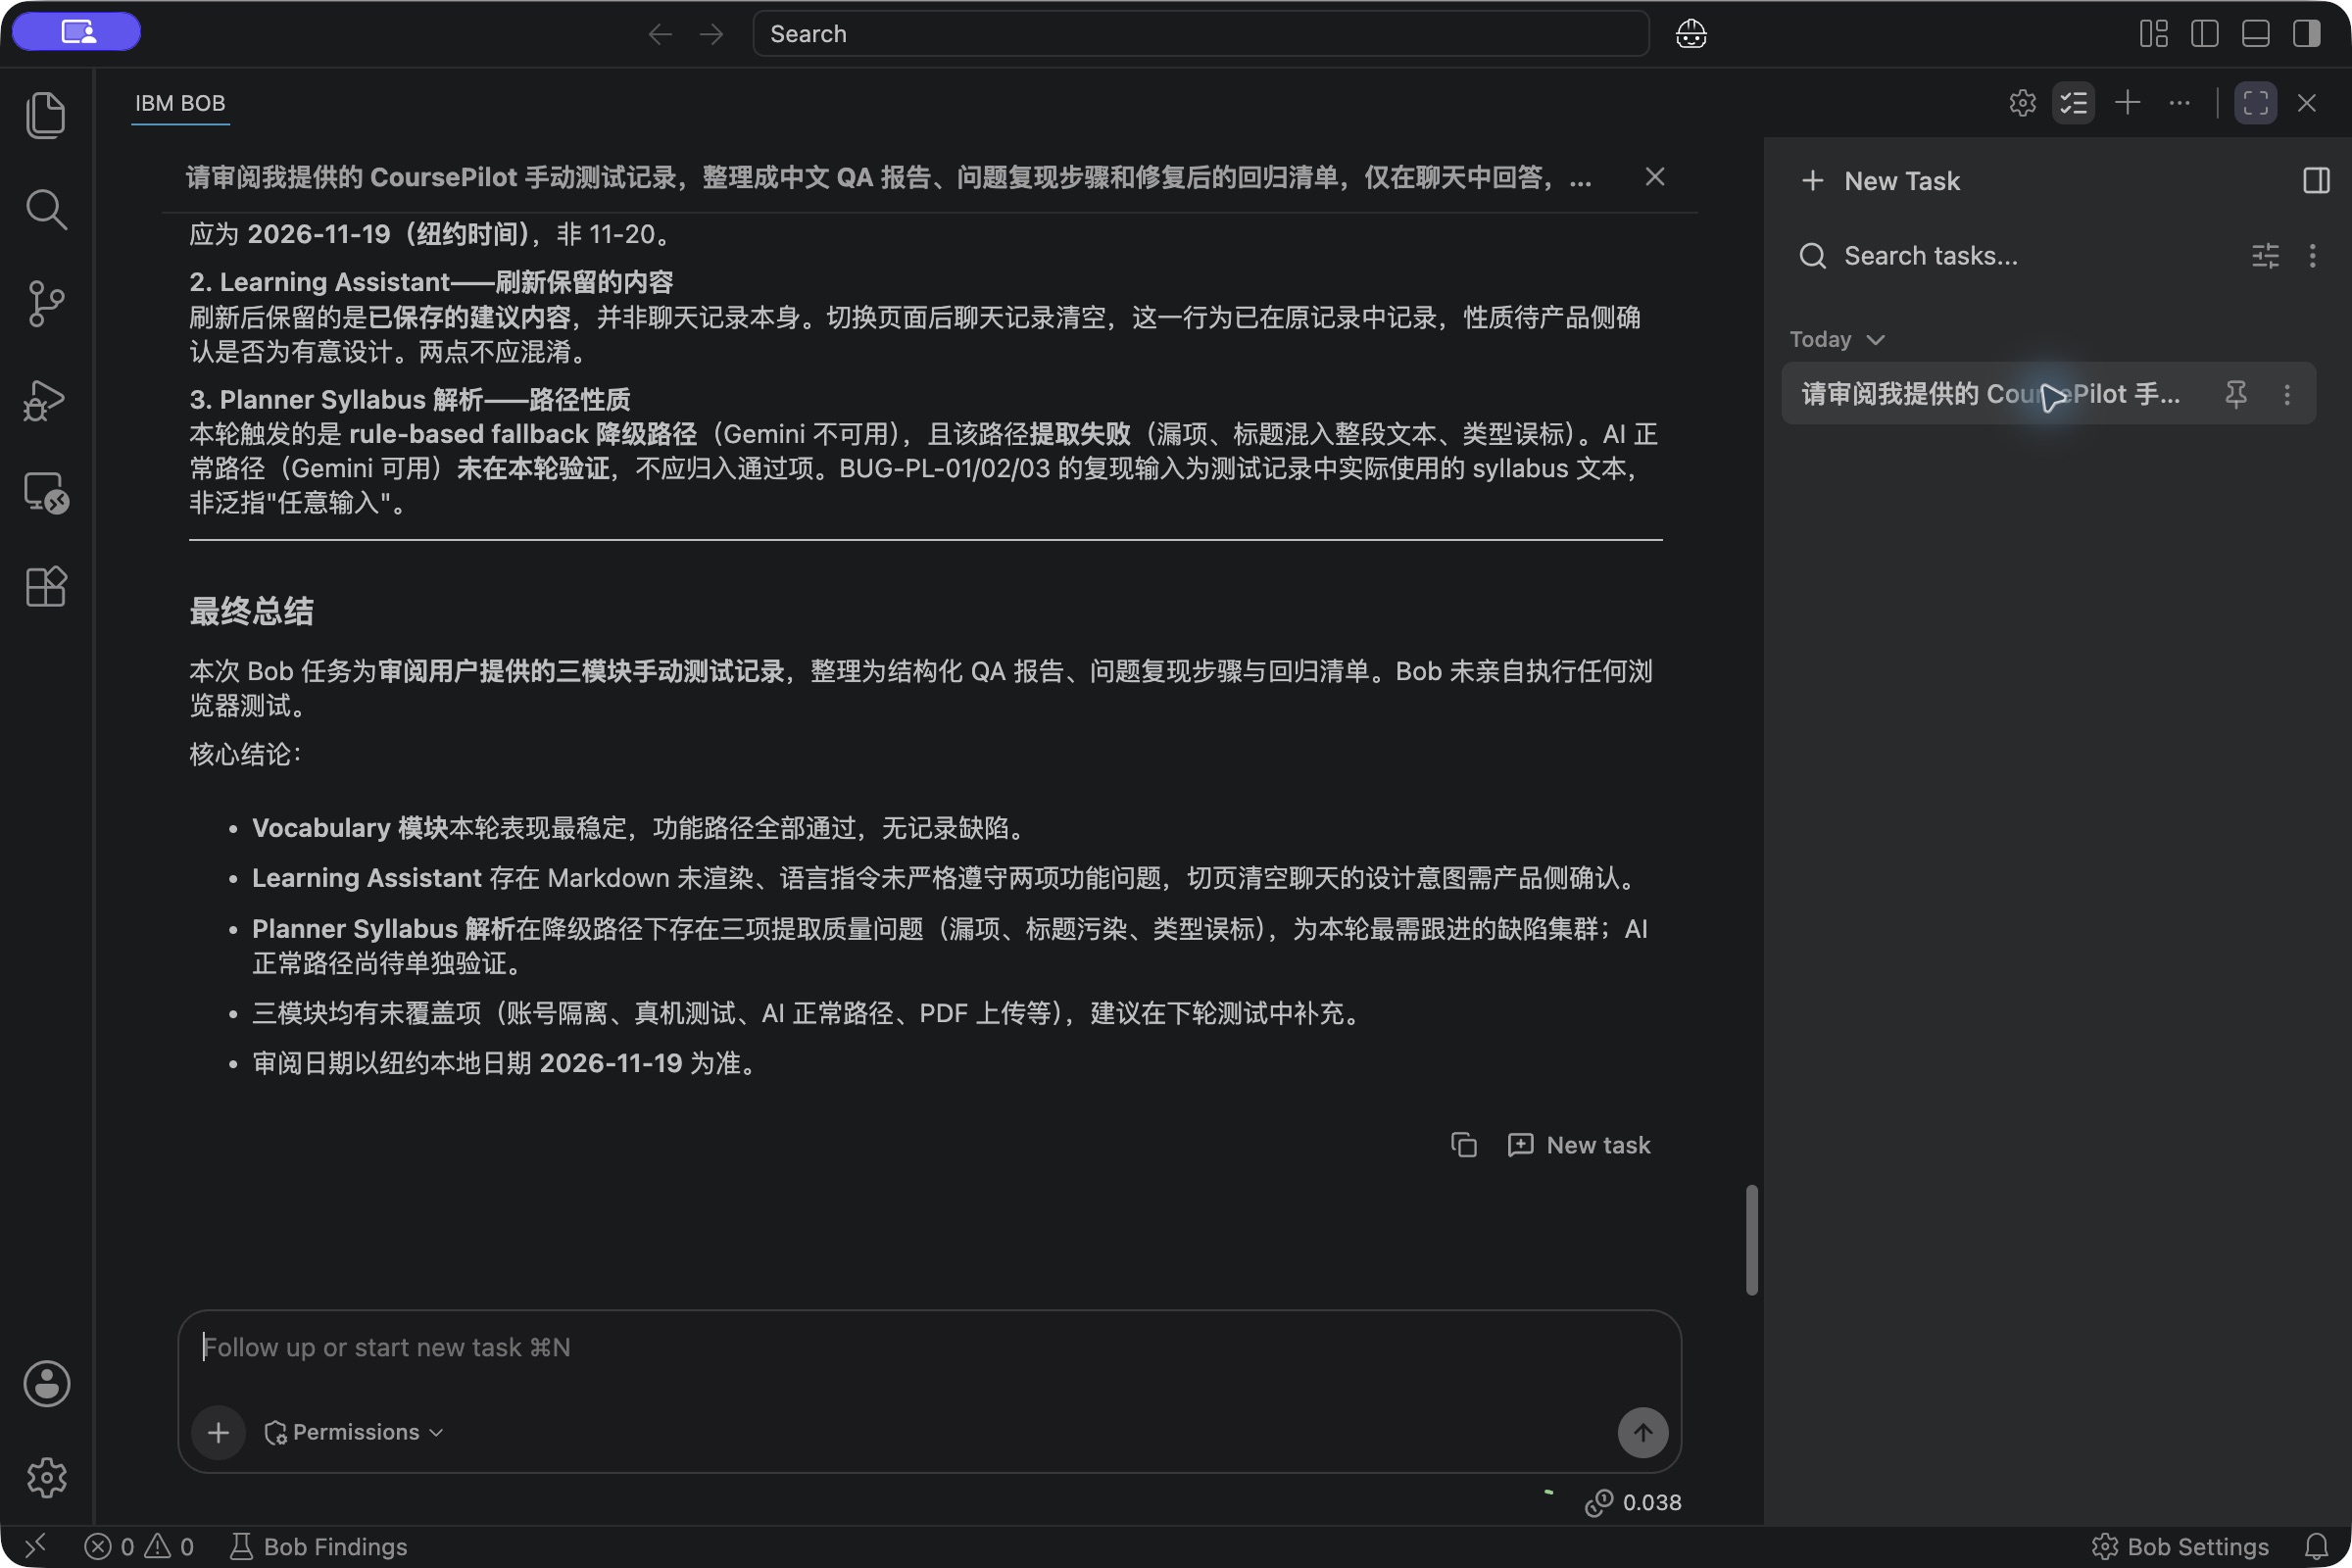 Search
IBM BOB
请审阅我提供的 CoursePilot 手动测试记录，整理成中文 QA 报告、问题复现步骤和修复后的回归清单，仅在聊天中回答，...
应为 2026-11-19（纽约时间），非 11-20。
2. Learning Assistant——刷新保留的内容
刷新后保留的是已保存的建议内容，并非聊天记录本身。切换页面后聊天记录清空，这一行为已在原记录中记录，性质待产品侧确
认是否为有意设计。两点不应混淆。
3. Planner Syllabus 解析——路径性质
本轮触发的是 rule-based fallback 降级路径（Gemini 不可用），且该路径提取失败（漏项、标题混入整段文本、类型误标）。AI 正
常路径（Gemini 可用）未在本轮验证，不应归入通过项。BUG-PL-01/02/03 的复现输入为测试记录中实际使用的 syllabus 文本，
非泛指"任意输入"。
最终总结
本次 Bob 任务为审阅用户提供的三模块手动测试记录，整理为结构化 QA 报告、问题复现步骤与回归清单。Bob 未亲自执行任何浏
览器测试。
核心结论：
• Vocabulary 模块本轮表现最稳定，功能路径全部通过，无记录缺陷。
• Learning Assistant 存在 Markdown 未渲染、语言指令未严格遵守两项功能问题，切页清空聊天的设计意图需产品侧确认。
• Planner Syllabus 解析在降级路径下存在三项提取质量问题（漏项、标题污染、类型误标），为本轮最需跟进的缺陷集群；AI
正常路径尚待单独验证。
• 三模块均有未覆盖项（账号隔离、真机测试、AI 正常路径、PDF 上传等），建议在下轮测试中补充。
• 审阅日期以纽约本地日期 2026-11-19 为准。
New task
Follow up or start new task ⌘N
Permissions
0.038
New Task
Search tasks...
Today
请审阅我提供的 CoursePilot 手...
0 0
Bob Findings
Bob Settings